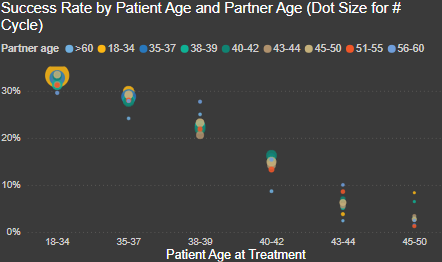 Success Rate by Patient Age and Partner Age (Dot Size for #
Cycle)
Partner age >60 18-34 35-37 38-39 40-42 43-44 45-50 51-55 56-60
30%
20%
10%
0%
18-34 35-37 38-39 40-42 43-44 45-50
Patient Age at Treatment